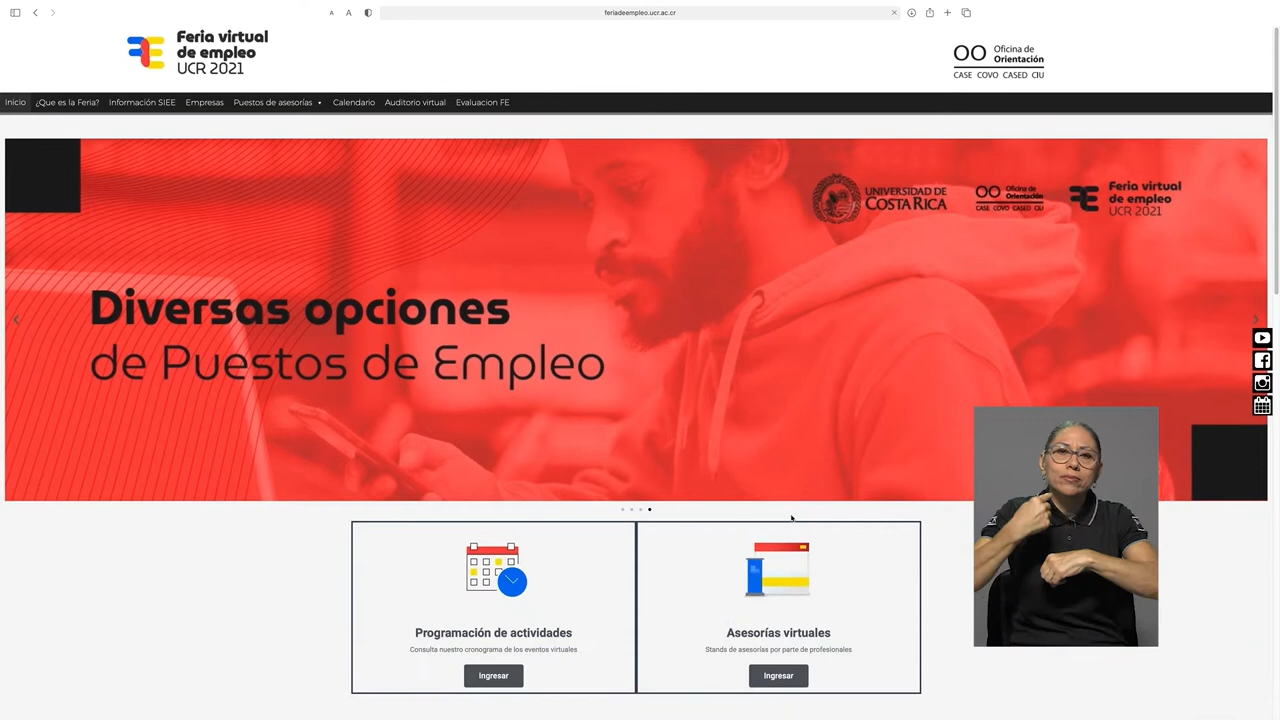 A A feriadeempleo.ucr.ac.cr
Feria virtual
de empleo
UCR 2021
Oficina de
Orientación
CASE COVO CASED CIU
Inicio ¿Que es la Feria? Información SIEE Empresas Puestos de asesorías Calendario Auditorio virtual Evaluacion FE
UNIVERSIDAD DE
COSTA RICA
Oficina de
Orientación
CASE COVO CASED CIU
Feria virtual
de empleo
UCR 2021
Diversas opciones
de Puestos de Empleo
Programación de actividades
Consulta nuestro cronograma de los eventos virtuales
Ingresar
Asesorías virtuales
Stands de asesorías por parte de profesionales
Ingresar